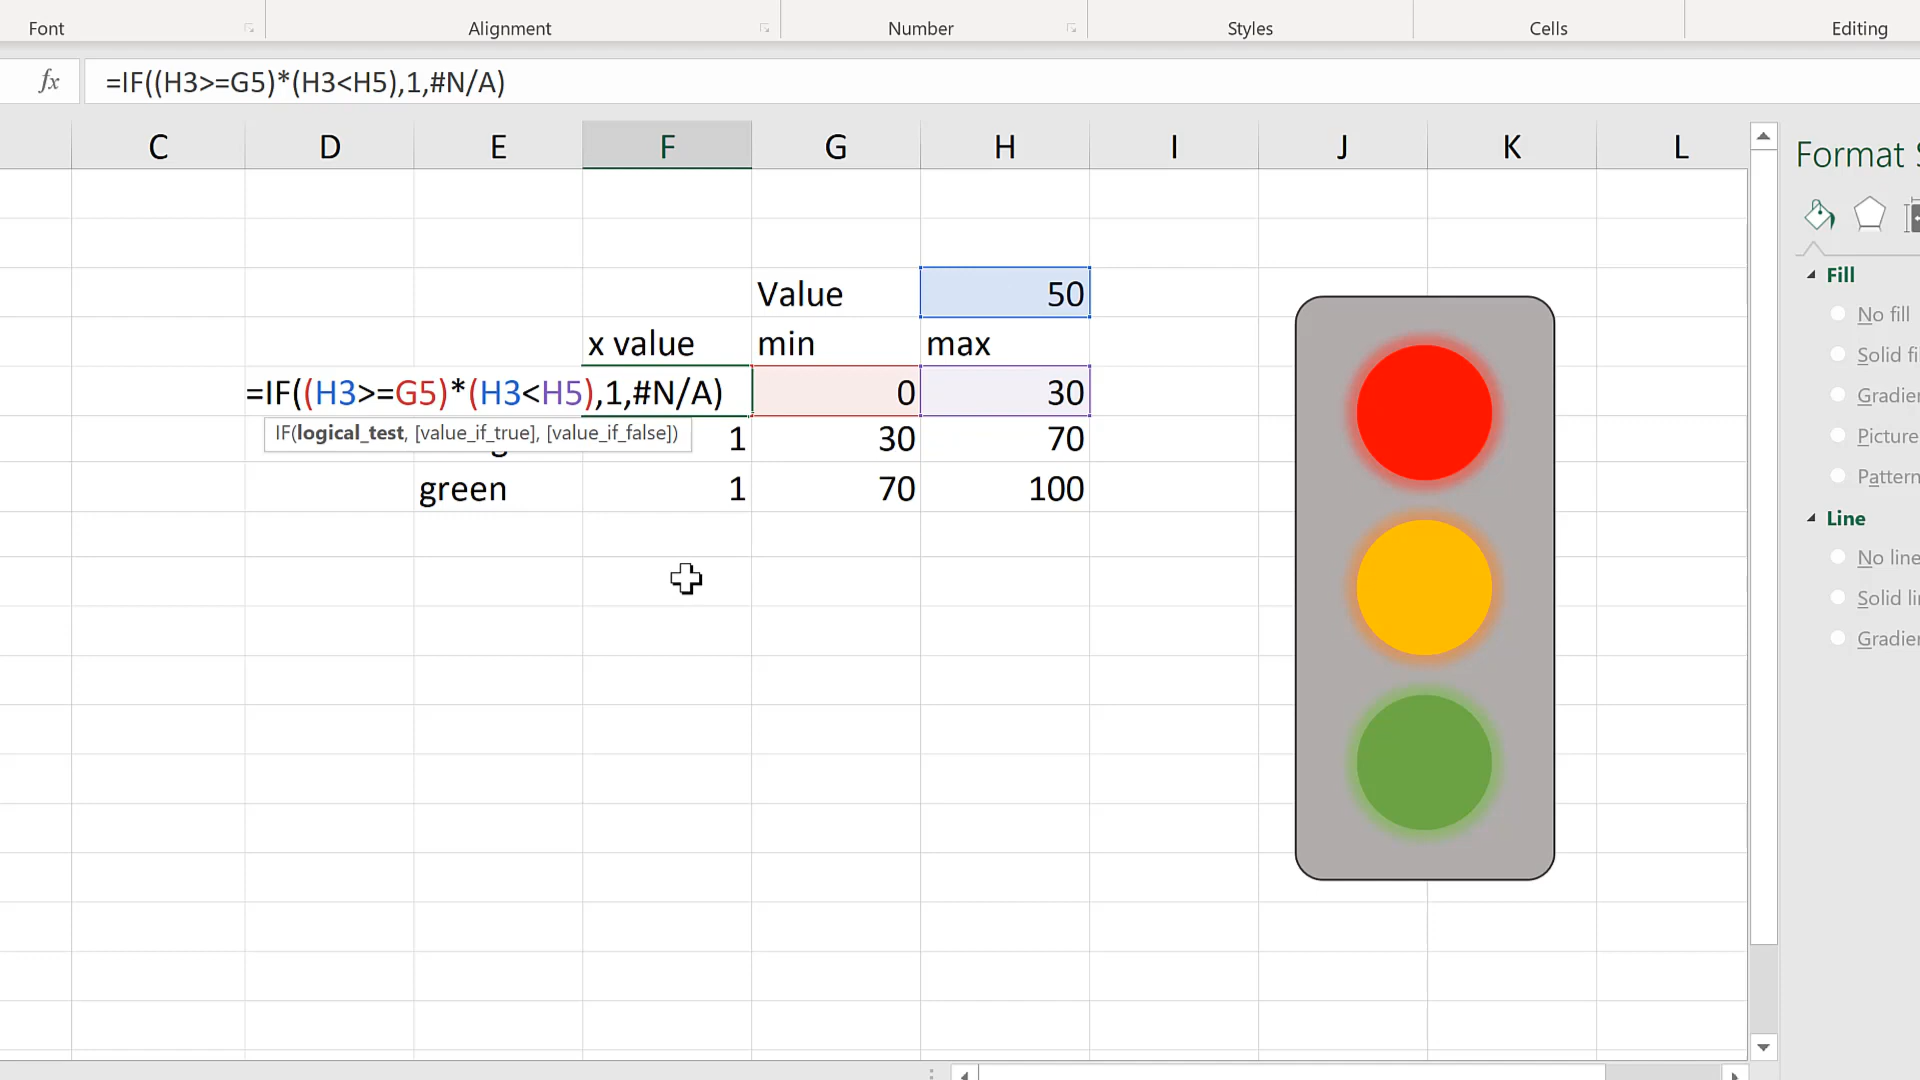 Font Alignment Number Styles Cells Editing
fx =IF((H3>=G5)*(H3<H5),1,#N/A)
C D E F G H I J K L
Value 50
x value min max
=IF((H3>=G5)*(H3<H5),1,#N/A) 0 30
IF(logical_test, [value_if_true], [value_if_false])
1 30 70
green 1 70 100
Format
Fill
No fill
Solid fi
Gradie
Picture
Pattern
Line
No line
Solid li
Gradie